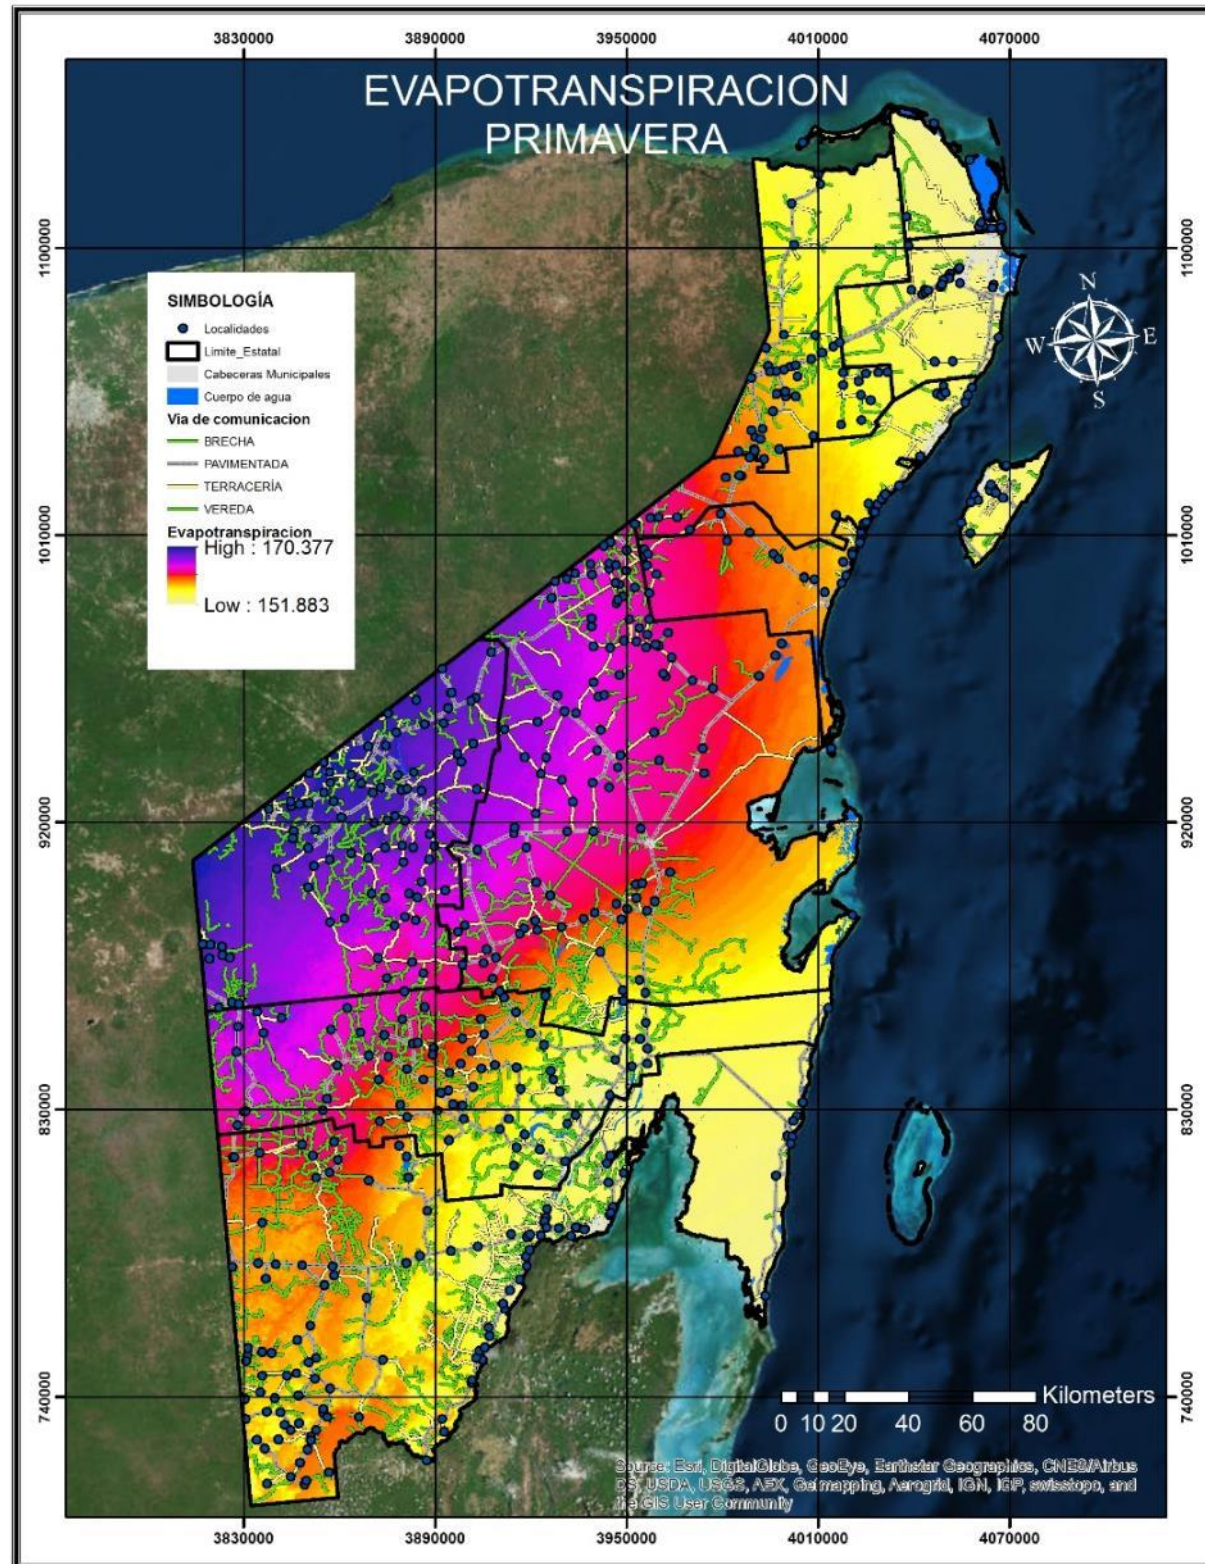 3830000 3890000 3950000 4010000 4070000
EVAPOTRANSPIRACION
PRIMAVERA
1100000 1100000
SIMBOLOGÍA
Localidades
Limite_Estatal
Cabeceras Municipales
Cuerpo de agua
Via de comunicacion
BRECHA
PAVIMENTADA
TERRACERÍA
VEREDA
Evapotranspiracion
High : 170.377
Low : 151.883
N
W E
S
1010000 1010000
920000 920000
830000 830000
740000 740000
Kilometers
0 10 20 40 60 80
Source: Esri, DigitalGlobe, GeoEye, Earthstar Geographics, CNES/Airbus
DS, USDA, USGS, AEX, Getmapping, Aerogrid, IGN, IGP, swisstopo, and
the GIS User Community
3830000 3890000 3950000 4010000 4070000